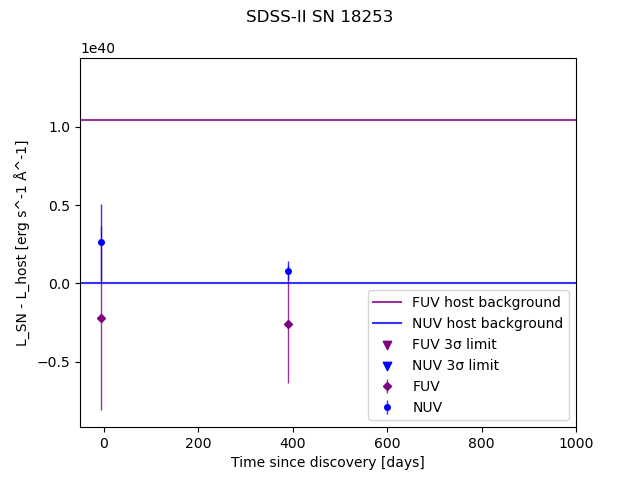 SDSS-II SN 18253
1e40
1.0
0.5
0.0
−0.5
L_SN - L_host [erg s^-1 Å^-1]
FUV host background
NUV host background
FUV 3σ limit
NUV 3σ limit
FUV
NUV
0 200 400 600 800 1000
Time since discovery [days]